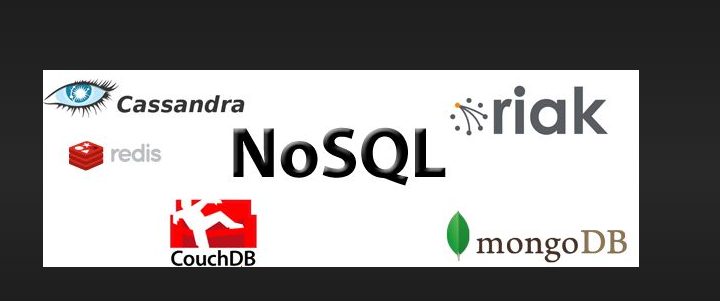 Cassandra
riak
redis
NoSQL
CouchDB
mongoDB